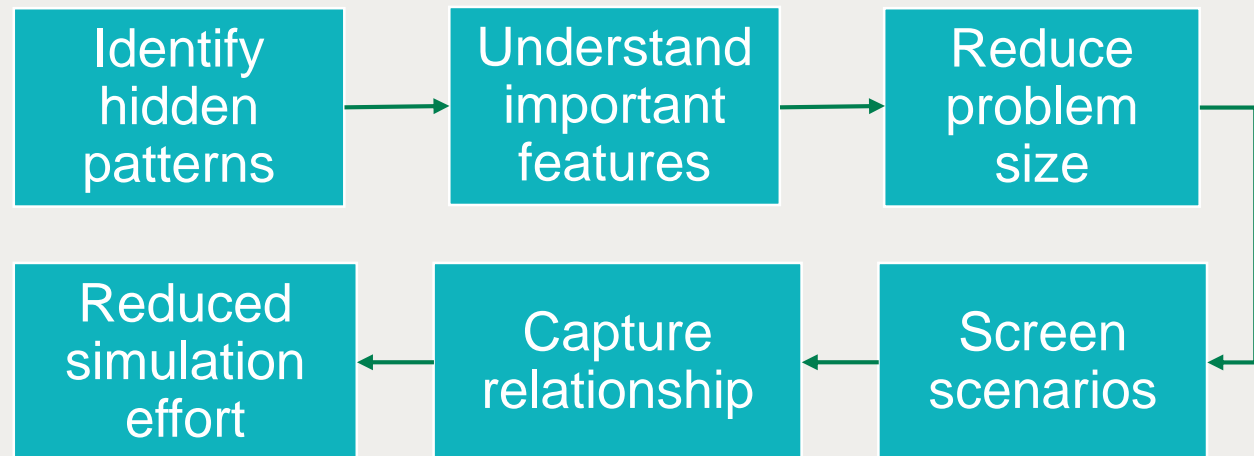 Identify
hidden
patterns
Understand
important
features
Reduce
problem
size
Screen
scenarios
Capture
relationship
Reduced
simulation
effort